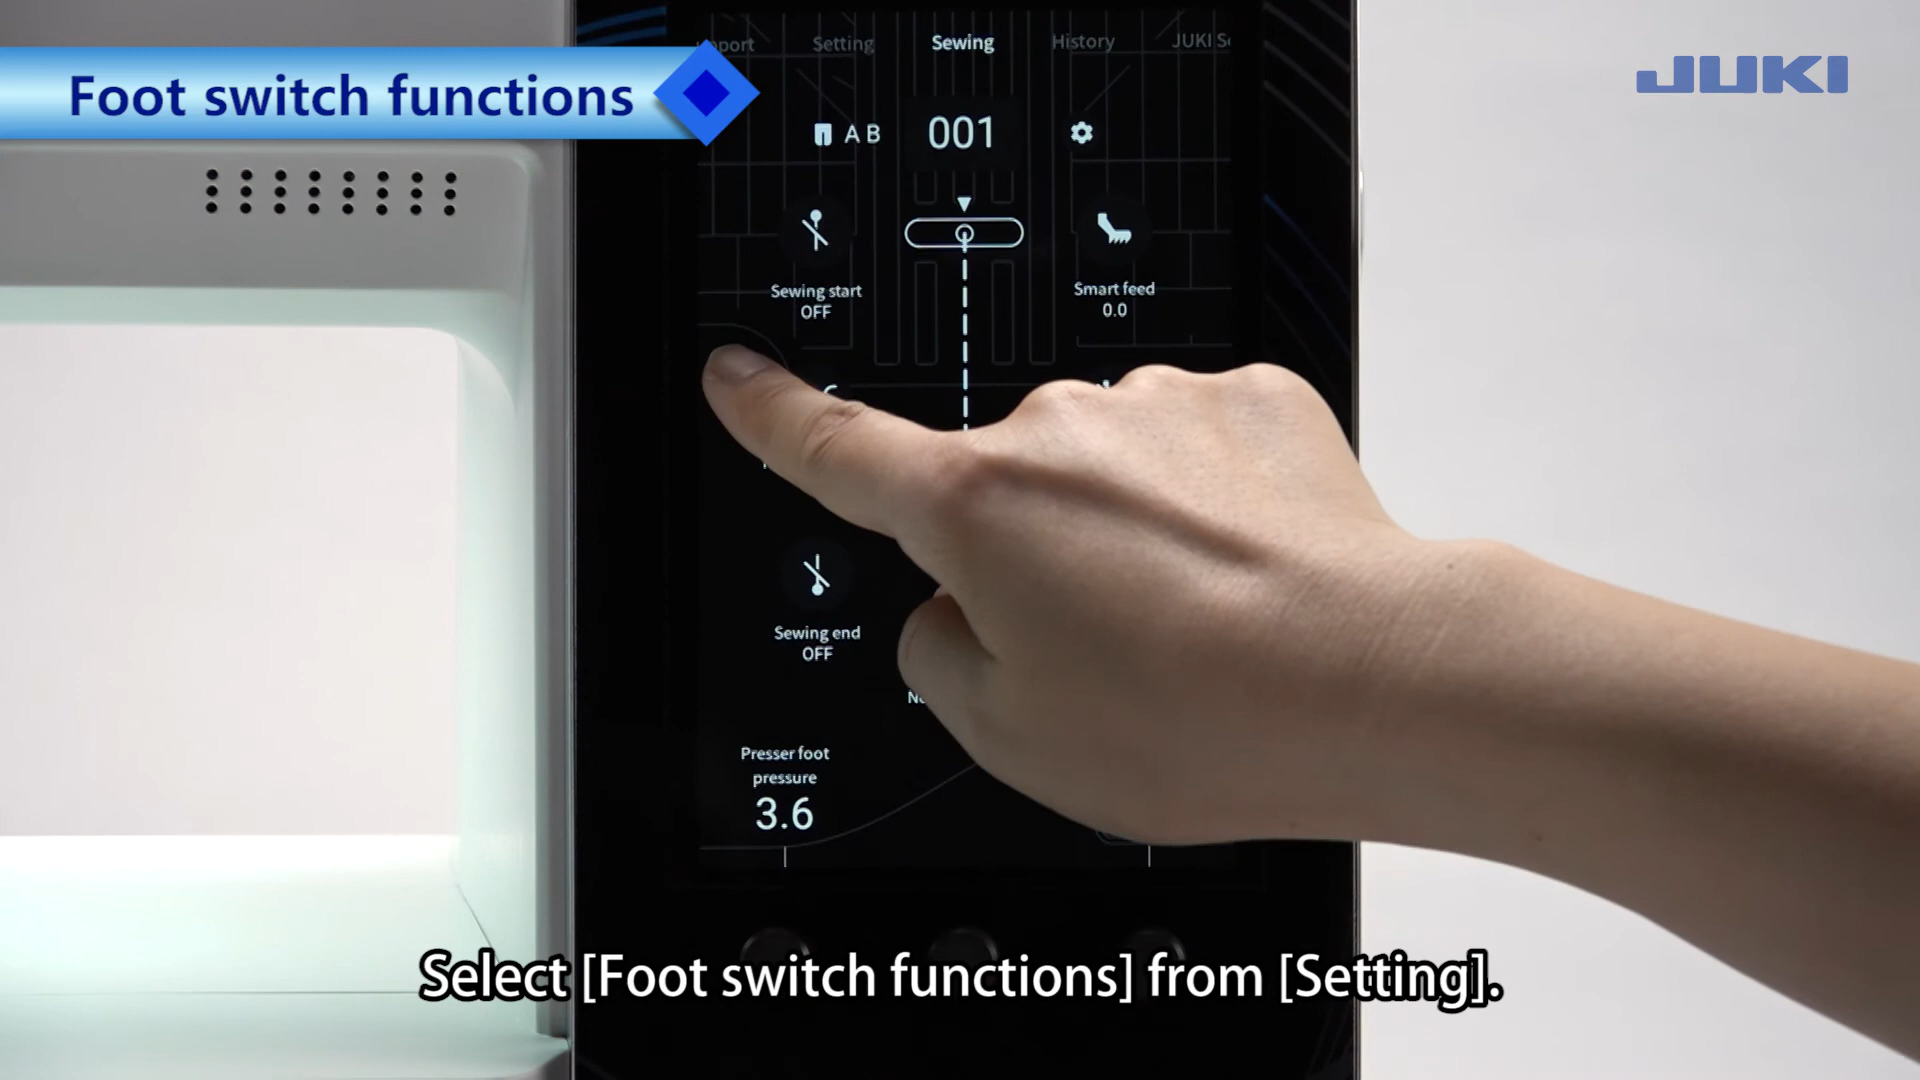 Foot switch functions
JUKI
Setting
Sewing
History
JUKI
A B
001
Sewing start
OFF
Smart feed
0.0
Sewing end
OFF
Presser foot
pressure
3.6
Select [Foot switch functions] from [Setting].